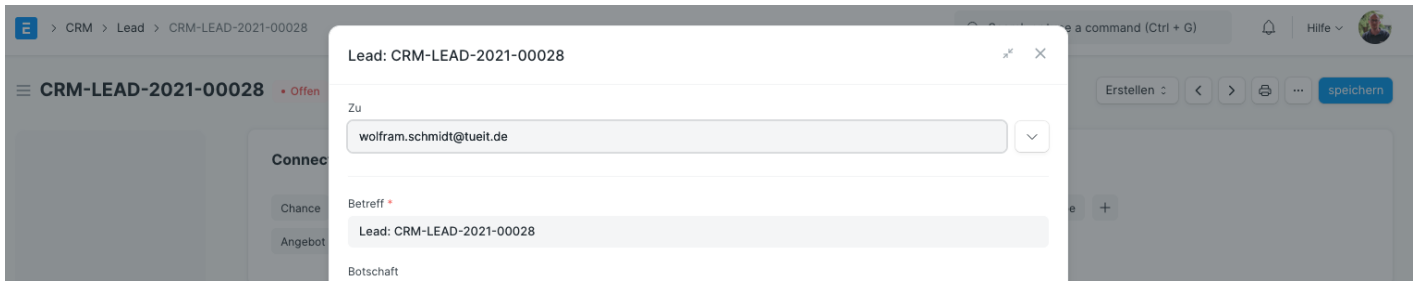 E > CRM > Lead > CRM-LEAD-2021-00028
e a command (Ctrl + G)
Hilfe
Lead: CRM-LEAD-2021-00028
CRM-LEAD-2021-00028 • Offen
Erstellen
speichern
Zu
wolfram.schmidt@tueit.de
Connec
Chance
Angebot
e +
Betreff *
Lead: CRM-LEAD-2021-00028
Botschaft